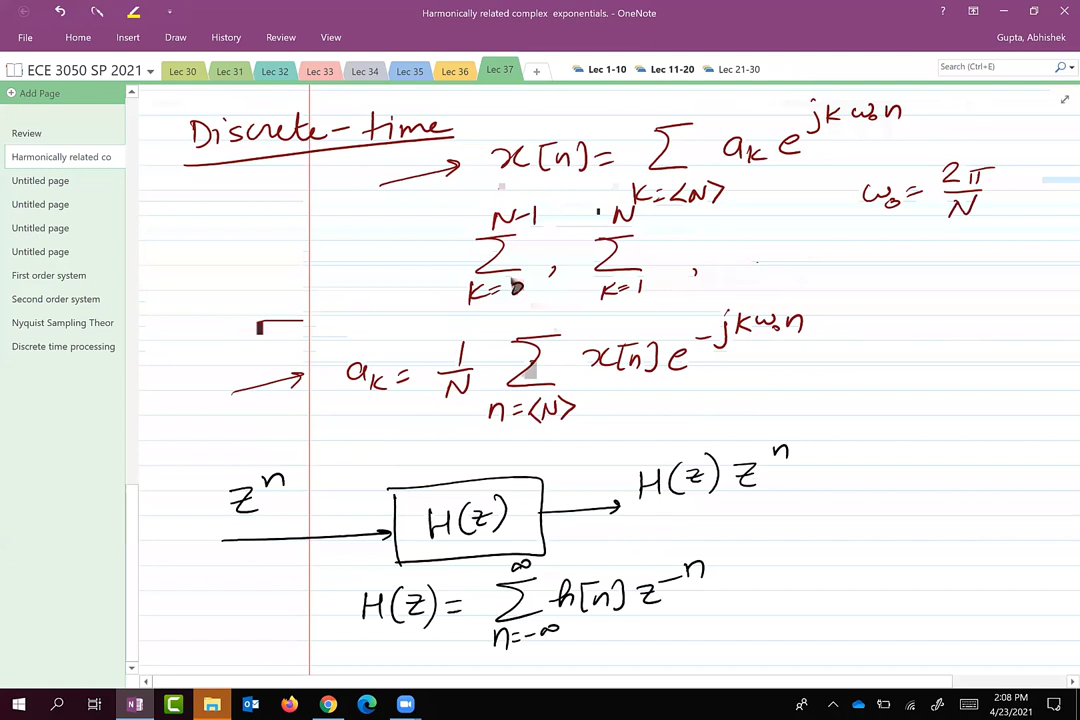 Harmonically related complex exponentials. - OneNote
Gupta, Abhishek
File Home Insert Draw History Review View
ECE 3050 SP 2021 Lec 30 Lec 31 Lec 32 Lec 33 Lec 34 Lec 35 Lec 36 Lec 37 Lec 1-10 Lec 11-20 Lec 21-30 Search (Ctrl+E)
Add Page
Review
Harmonically related co
Untitled page
Untitled page
Untitled page
Untitled page
First order system
Second order system
Nyquist Sampling Theor
Discrete time processing
Discrete-time
x[n] = ∑_{k=<N>} a_k e^{jkω₀n}
ω₀ = 2π/N
∑_{k=0}^{N-1} , ∑_{k=1}^{N} ,
a_k = 1/N ∑_{n=<N>} x[n] e^{-jkω₀n}
z^n H(z) H(z) z^n
H(z) = ∑_{n=-∞}^{∞} h[n] z^{-n}
2:08 PM
4/23/2021